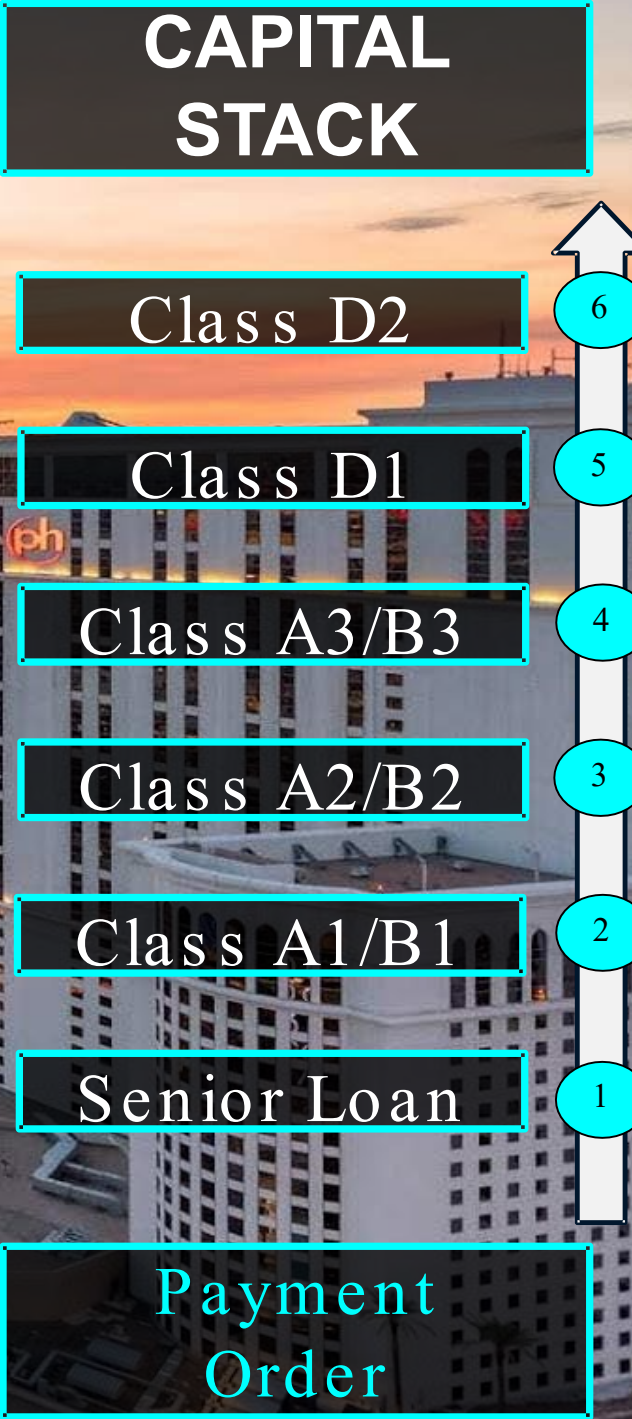 CAPITAL
STACK
Class D2
6
Class D1
5
ph
Class A3/B3
4
Class A2/B2
3
Class A1/B1
2
Senior Loan
1
Payment
Order